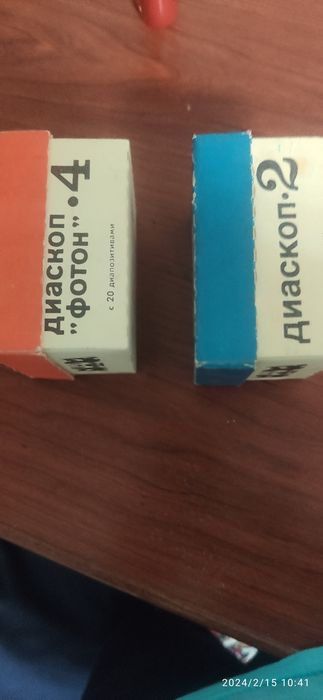 диаскоп
"фотон" • 4
с 20 диапозитивами
диаскоп • 2
2024/2/15 10:41